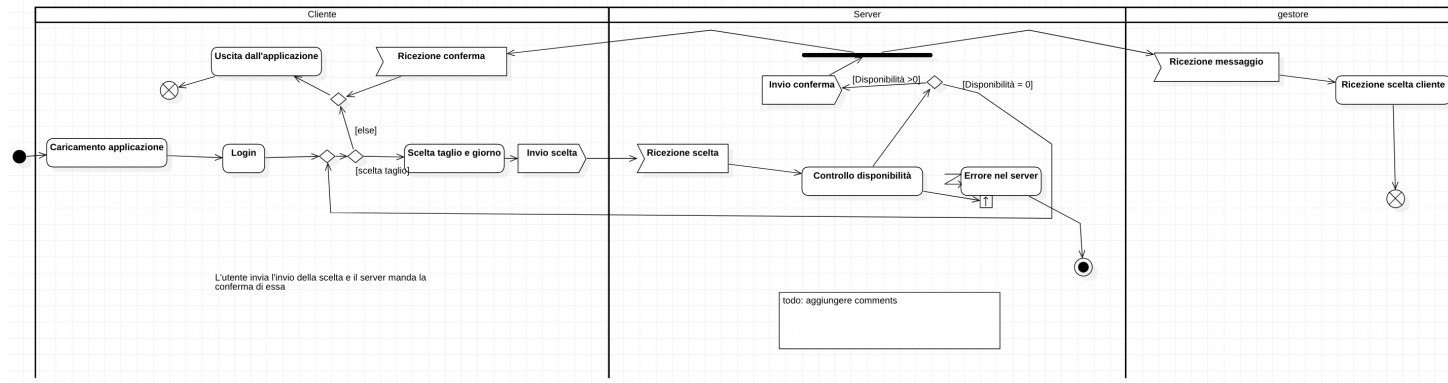 Cliente
Server
gestore
Uscita dall'applicazione
Ricezione conferma
Ricezione messaggio
Invio conferma
[Disponibilità >0]
[Disponibilità = 0]
Ricezione scelta cliente
[else]
Caricamento applicazione
Login
Scelta taglio e giorno
Invio scelta
Ricezione scelta
[scelta taglio]
Controllo disponibilità
Errore nel server
L'utente invia l'invio della scelta e il server manda la
conferma di essa
todo: aggiungere comments